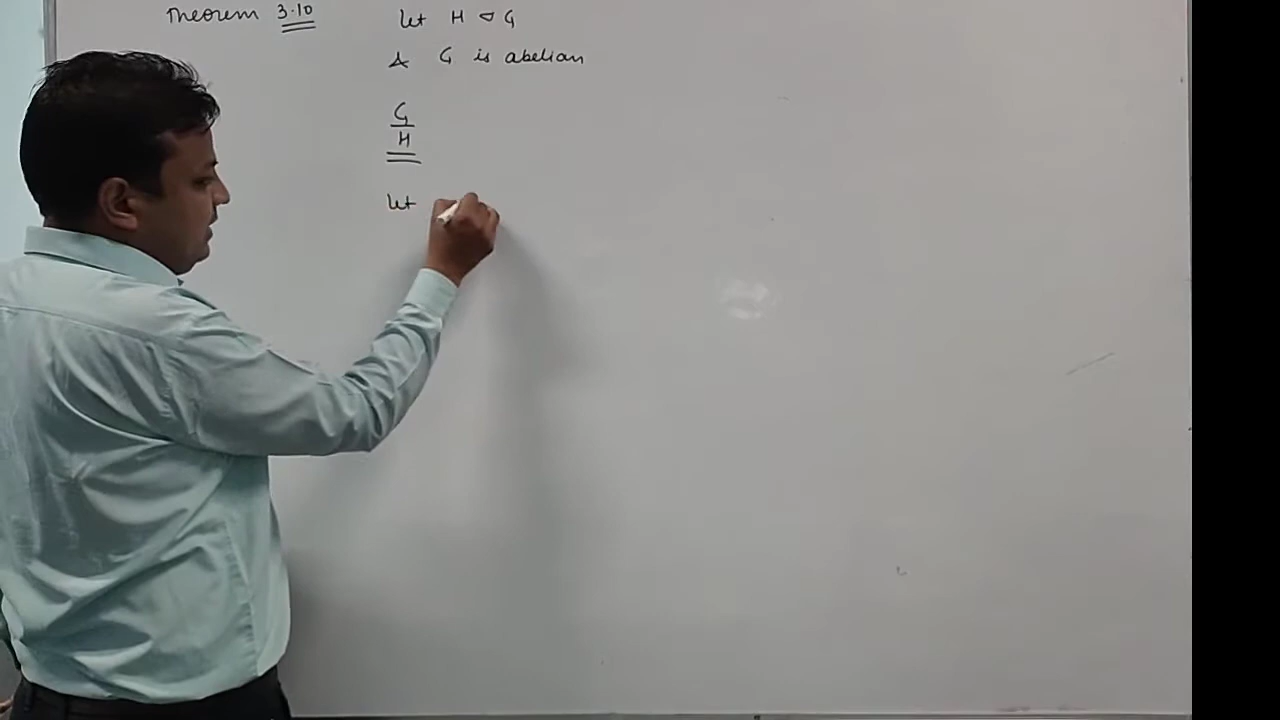 Theorem 3.10 Let H ⊲ G
& G is abelian
G
H
Let